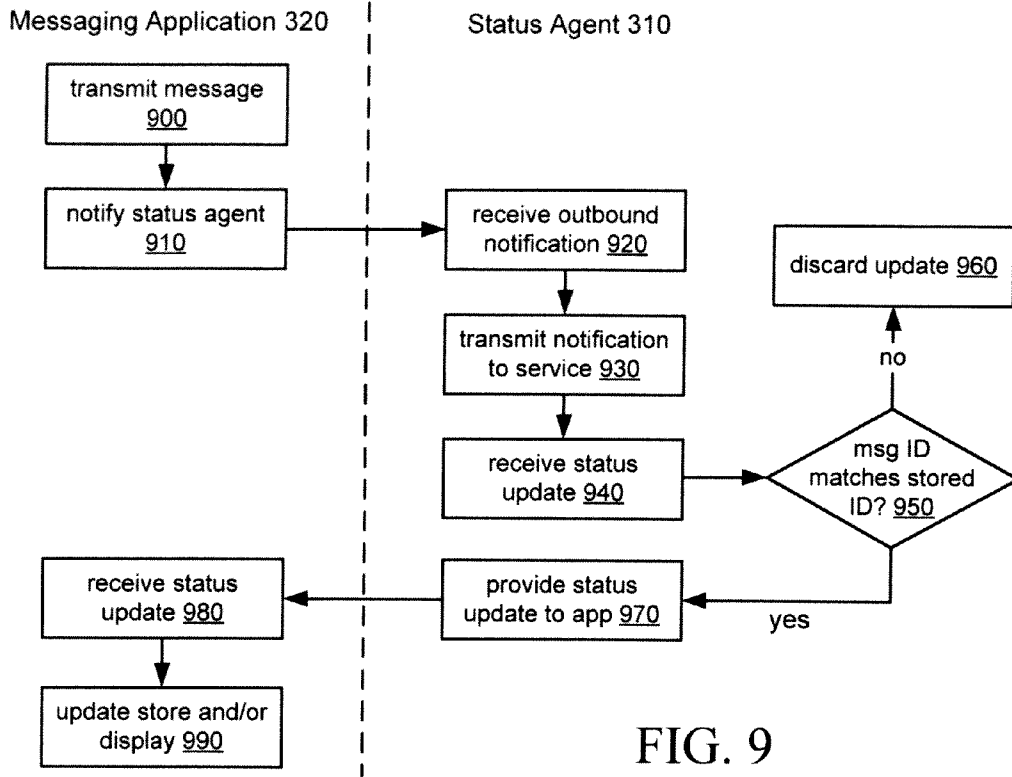 Messaging Application 320
Status Agent 310
transmit message
900
notify status agent
910
receive outbound
notification 920
discard update 960
transmit notification
to service 930
no
receive status
update 940
msg ID
matches stored
ID? 950
yes
provide status
update to app 970
receive status
update 980
update store and/or
display 990
FIG. 9